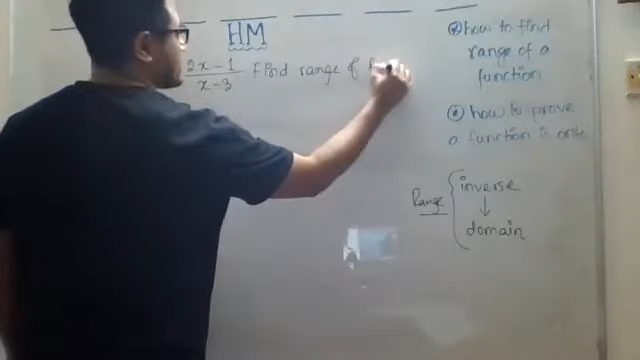 HM
2x-1
x-3
Find range of
⊛ how to find
range of a
function
⊛ how to prove
a function is onto
Range { inverse
↓
domain